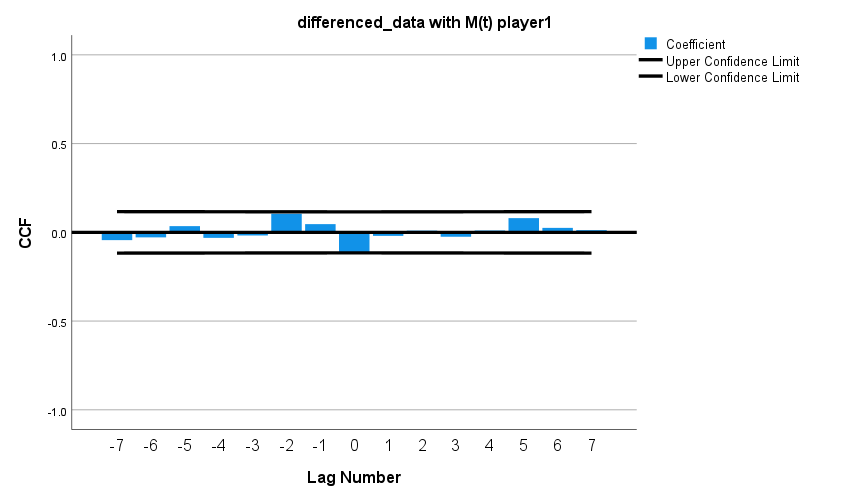 differenced_data with M(t) player1
Coefficient
Upper Confidence Limit
Lower Confidence Limit
1.0
0.5
0.0
-0.5
-1.0
CCF
-7 -6 -5 -4 -3 -2 -1 0 1 2 3 4 5 6 7
Lag Number